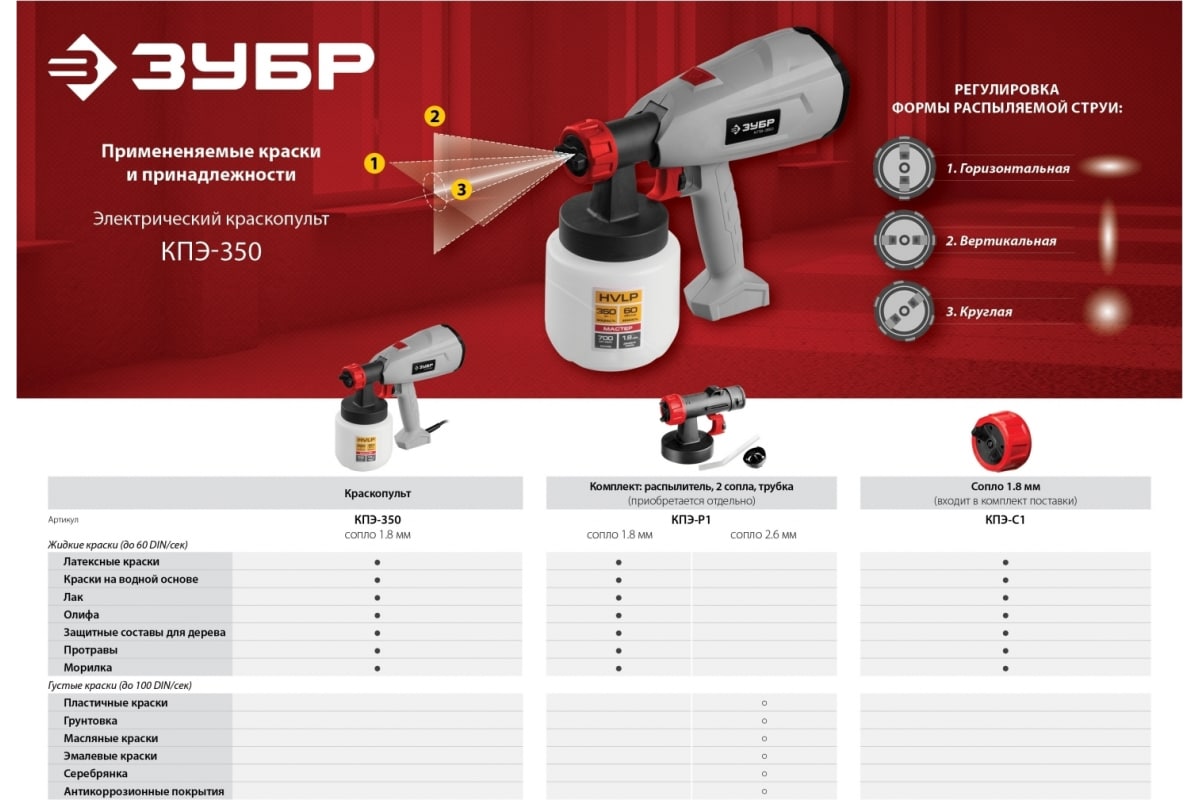 ЗУБР
Примененяемые краски
и принадлежности
Электрический краскопульт
КПЭ-350
2
1
3
ЗУБР
КПЭ-350
HVLP
350
60
МАСТЕР
700
1.8
РЕГУЛИРОВКА
ФОРМЫ РАСПЫЛЯЕМОЙ СТРУИ:
1. Горизонтальная
2. Вертикальная
3. Круглая
ЗУБР
HVLP
Краскопульт
Комплект: распылитель, 2 сопла, трубка
(приобретается отдельно)
Сопло 1.8 мм
(входит в комплект поставки)
Артикул
КПЭ-350
КПЭ-Р1
КПЭ-С1
сопло 1.8 мм
сопло 1.8 мм
сопло 2.6 мм
Жидкие краски (до 60 DIN/сек)
Латексные краски ● ● ●
Краски на водной основе ● ● ●
Лак ● ● ●
Олифа ● ● ●
Защитные составы для дерева ● ● ●
Протравы ● ● ●
Морилка ● ● ●
Густые краски (до 100 DIN/сек)
Пластичные краски ○
Грунтовка ○
Масляные краски ○
Эмалевые краски ○
Серебрянка ○
Антикоррозионные покрытия ○